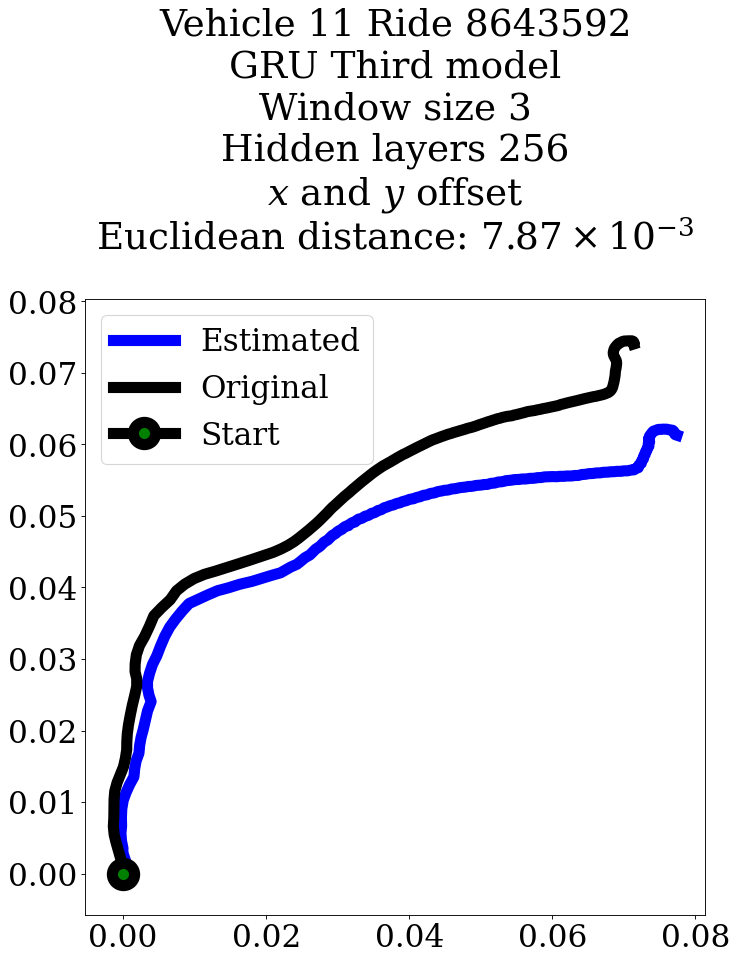 Vehicle 11 Ride 8643592
GRU Third model
Window size 3
Hidden layers 256
x and y offset
Euclidean distance: 7.87 × 10⁻³
0.08
0.07
0.06
0.05
0.04
0.03
0.02
0.01
0.00
Estimated
Original
Start
0.00 0.02 0.04 0.06 0.08